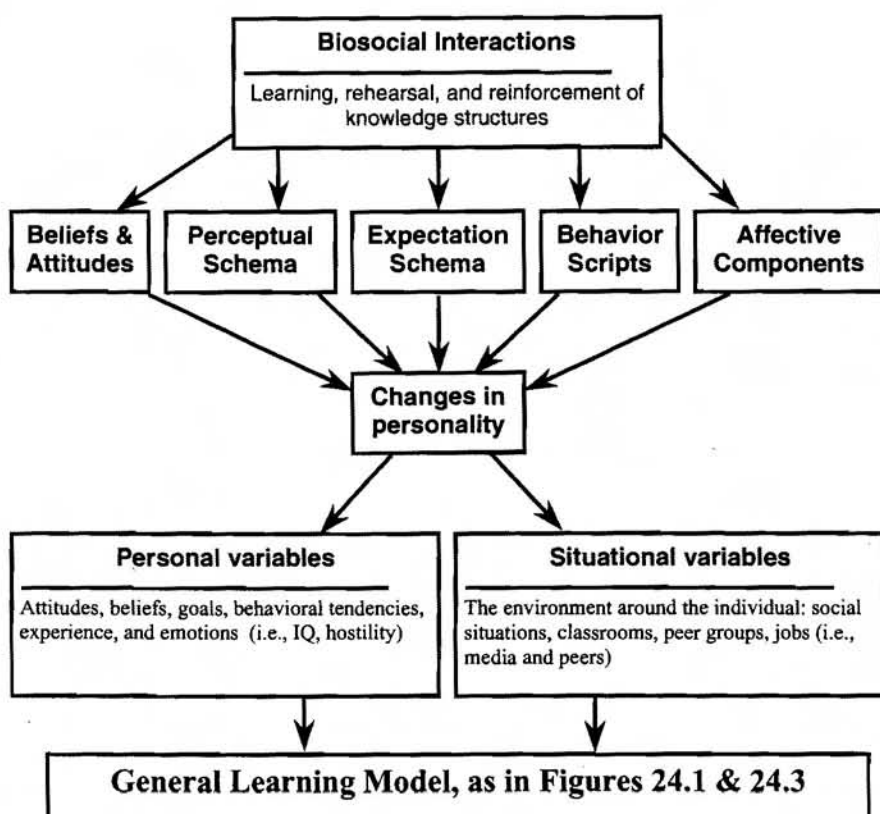 Biosocial Interactions
Learning, rehearsal, and reinforcement of
knowledge structures
Beliefs &
Attitudes
Perceptual
Schema
Expectation
Schema
Behavior
Scripts
Affective
Components
Changes in
personality
Personal variables
Attitudes, beliefs, goals, behavioral tendencies,
experience, and emotions (i.e., IQ, hostility)
Situational variables
The environment around the individual: social
situations, classrooms, peer groups, jobs (i.e.,
media and peers)
General Learning Model, as in Figures 24.1 & 24.3